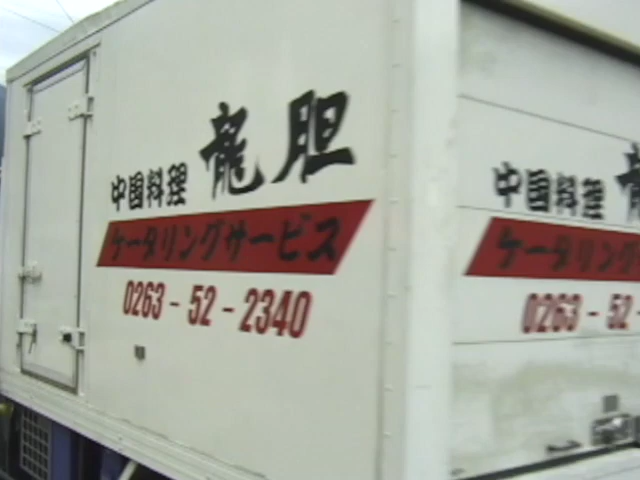 中国料理 龍胆
ケータリングサービス
0263-52-2340
中国料理
ケータリング
0263-52-